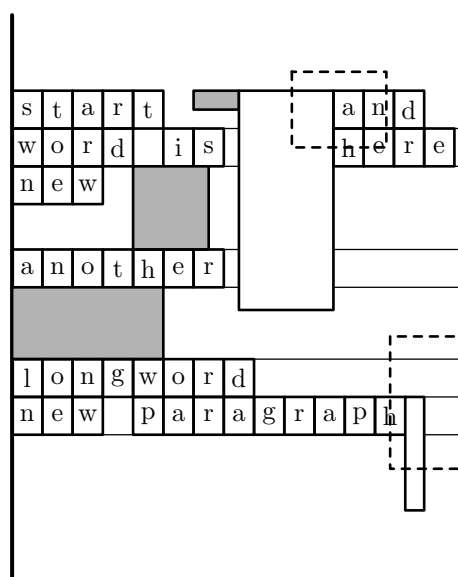 start and
word is here
new
another
longword
new paragraph